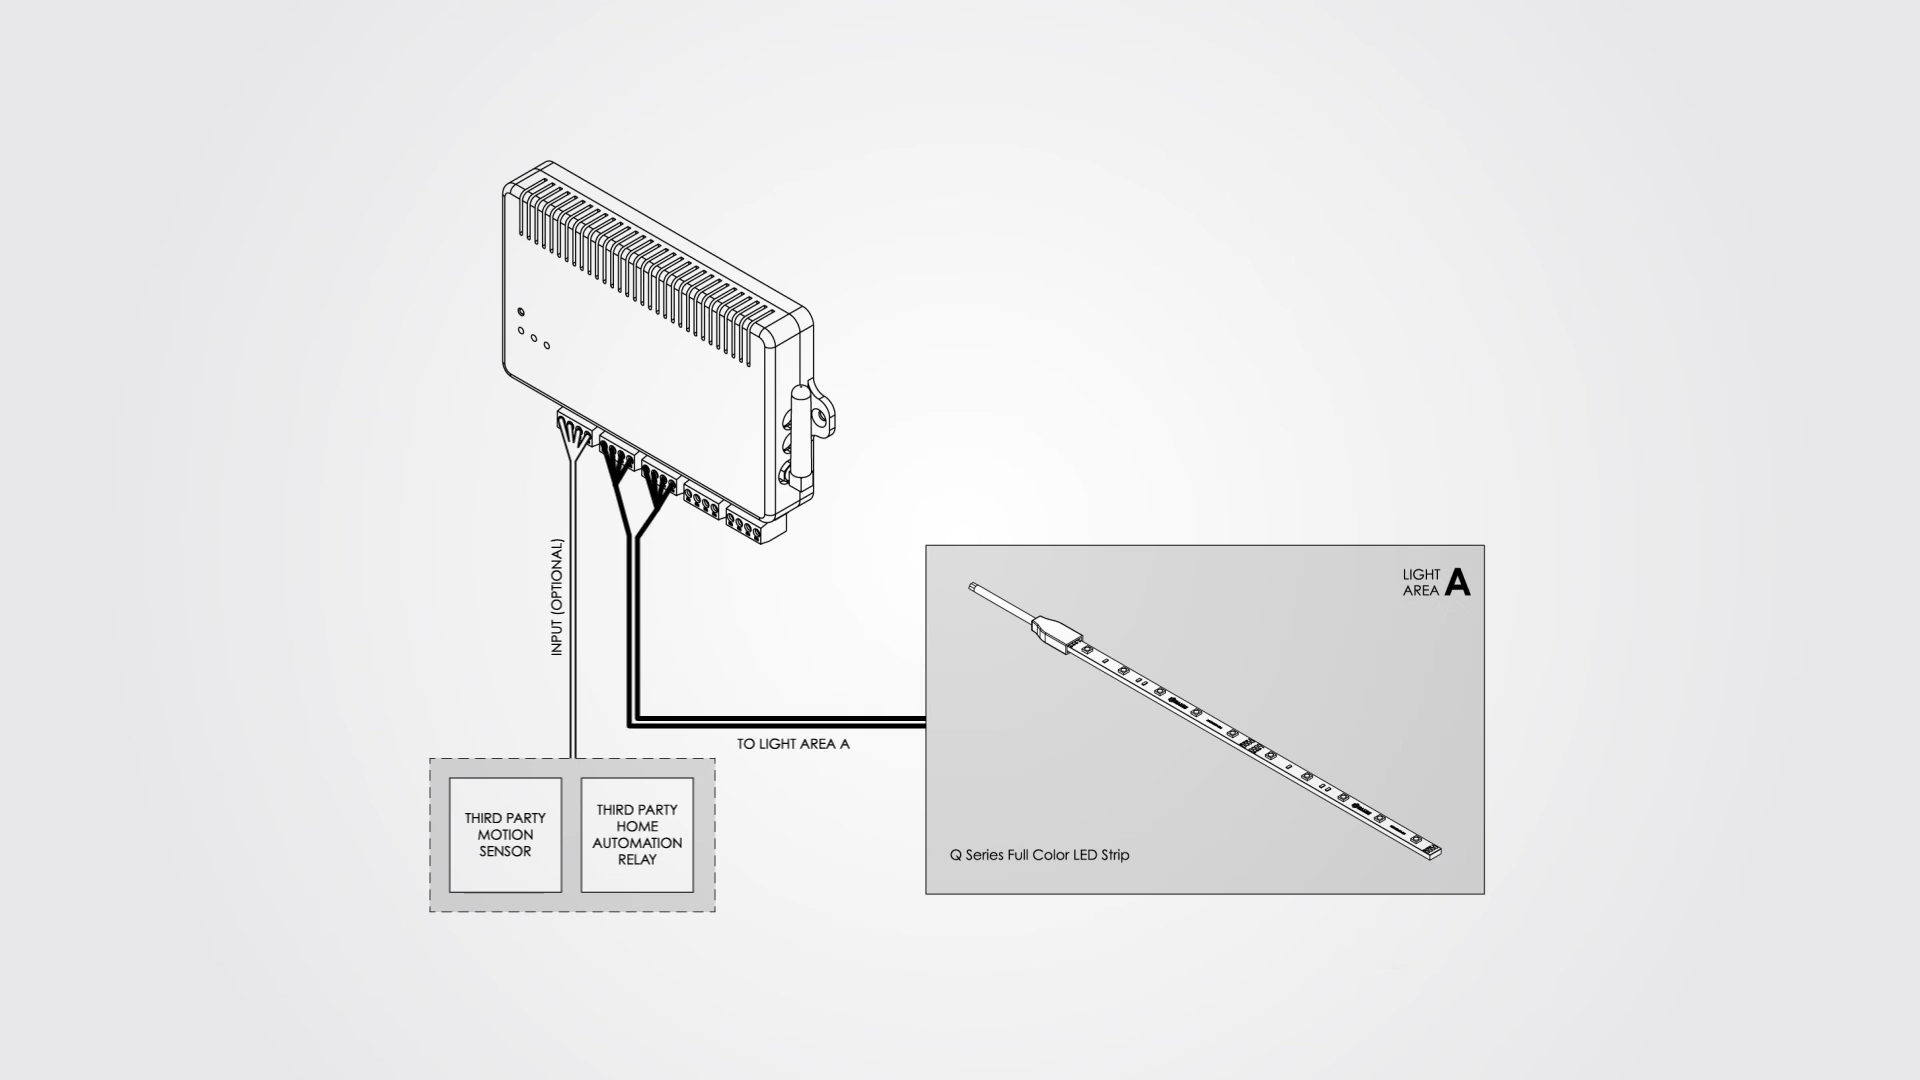 INPUT (OPTIONAL)
LIGHT
AREA A
TO LIGHT AREA A
THIRD PARTY
MOTION
SENSOR
THIRD PARTY
HOME
AUTOMATION
RELAY
Q Series Full Color LED Strip